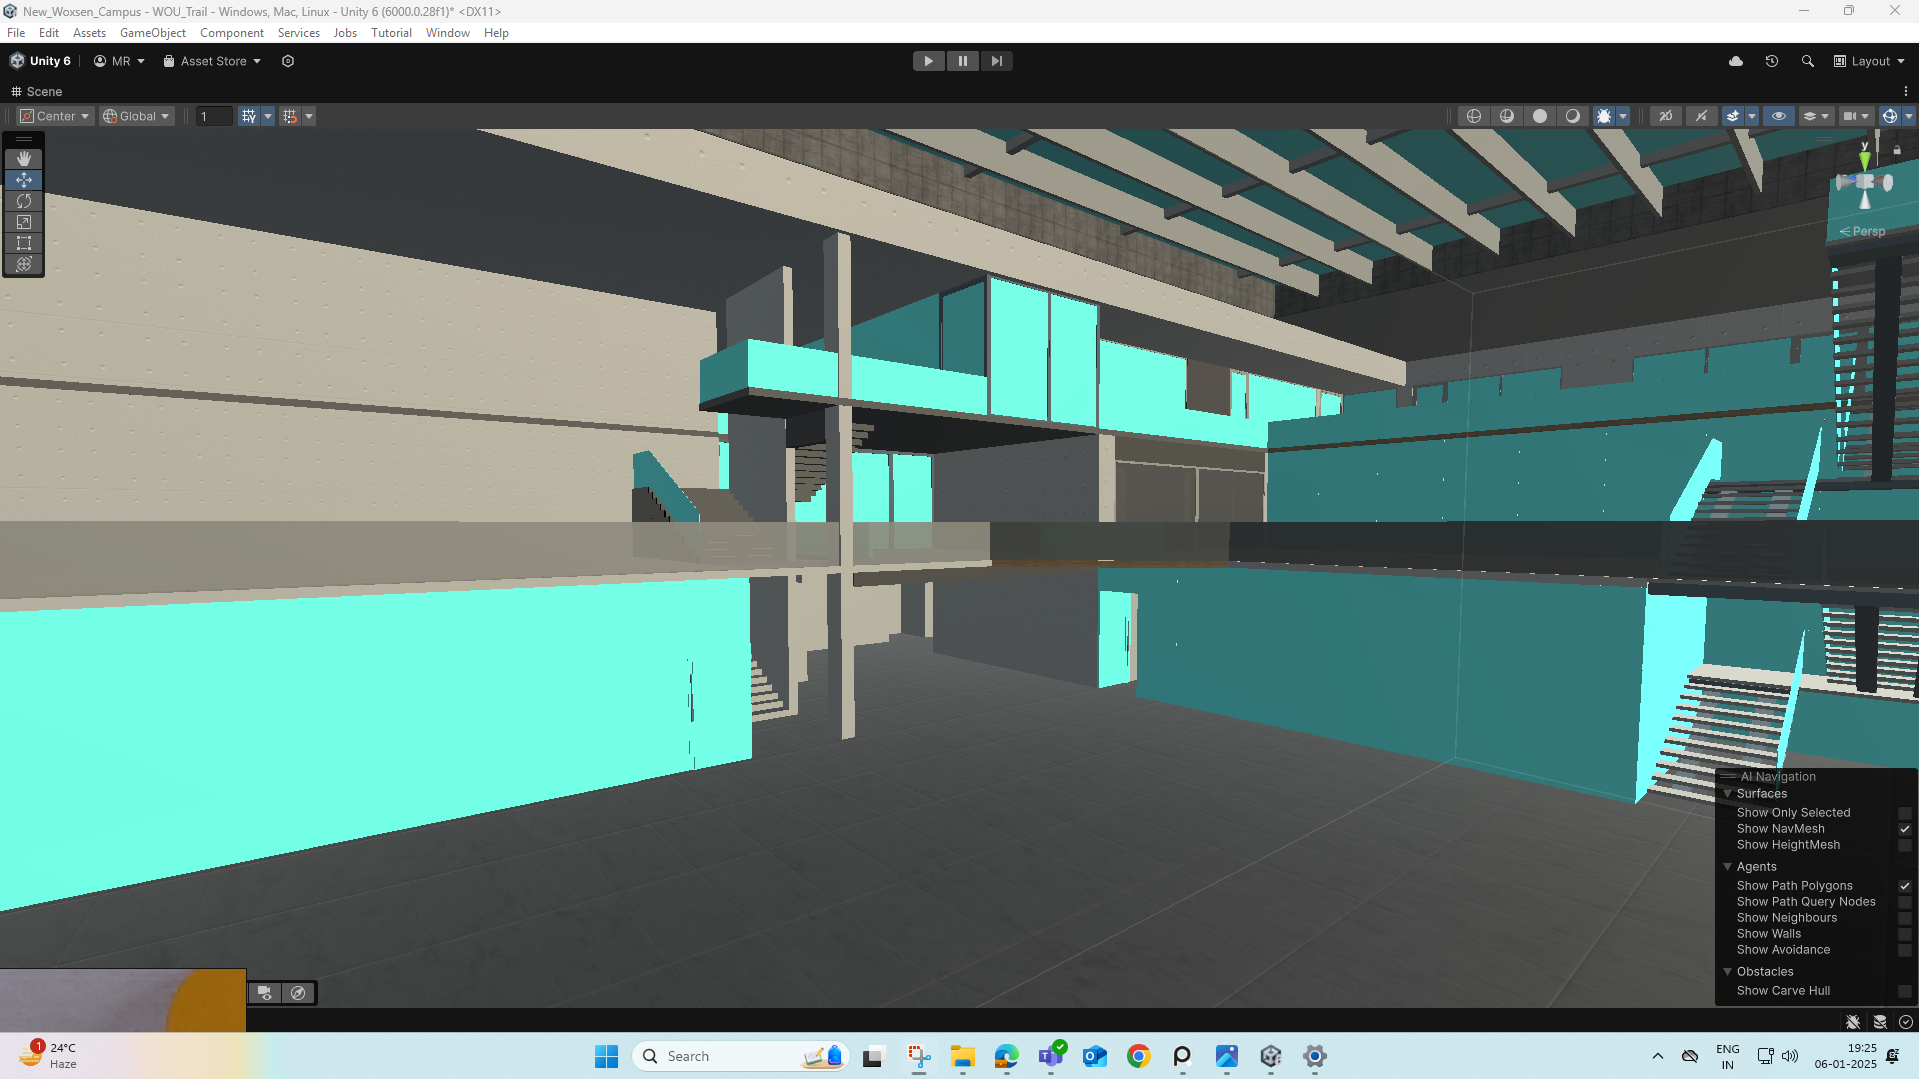 New_Woxsen_Campus - WOU_Trail - Windows, Mac, Linux - Unity 6 (6000.0.28f1)* <DX11>
File Edit Assets GameObject Component Services Jobs Tutorial Window Help
Unity 6 MR Asset Store Layout
Scene
Center Global 1 2D
y
Persp
AI Navigation
Surfaces
Show Only Selected
Show NavMesh
Show HeightMesh
Agents
Show Path Polygons
Show Path Query Nodes
Show Neighbours
Show Walls
Show Avoidance
Obstacles
Show Carve Hull
1
24°C
Haze
Search
ENG
IN
19:25
06-01-2025